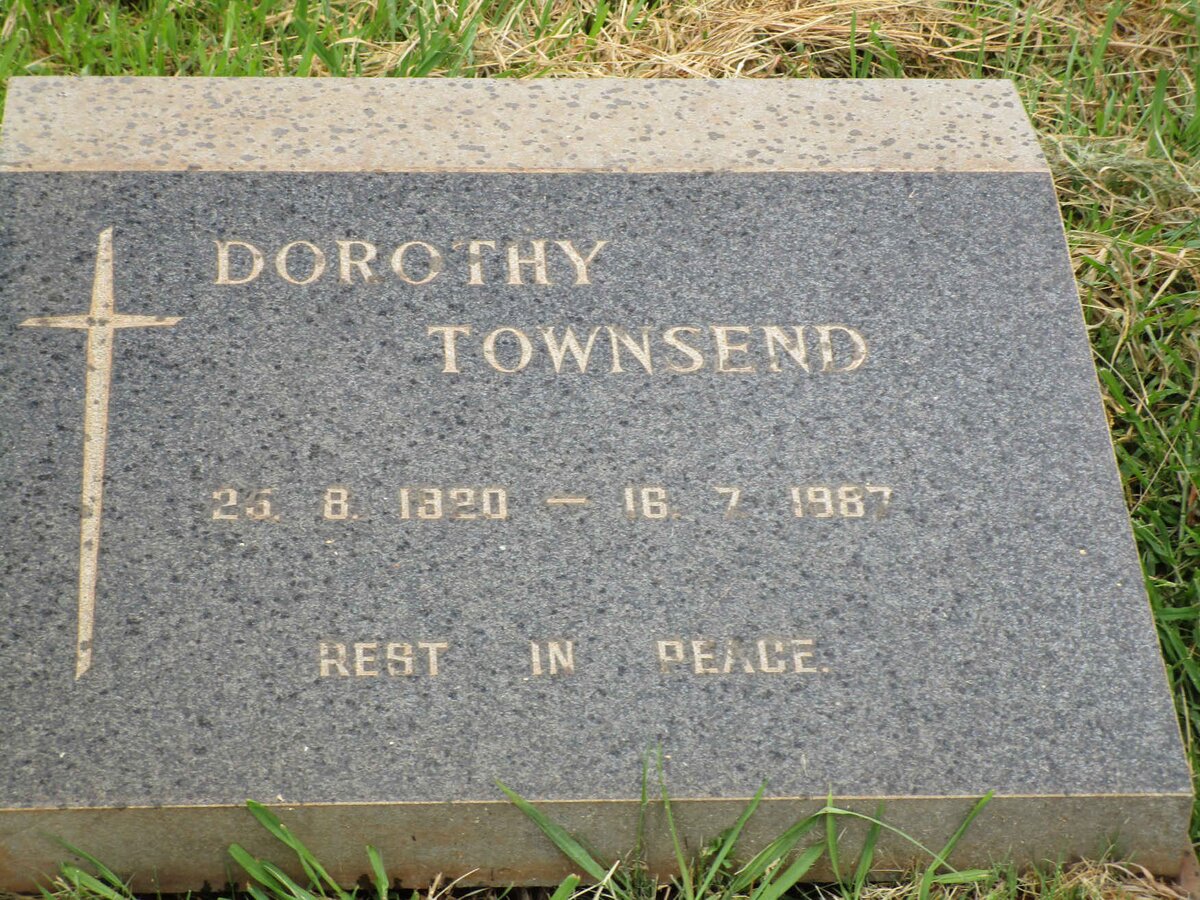 DOROTHY
TOWNSEND
25. 8. 1920 — 16. 7. 1987
REST IN PEACE.